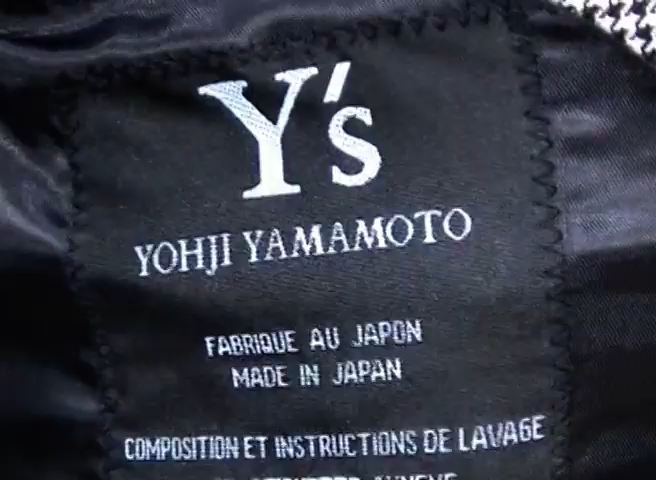 Y's
YOHJI YAMAMOTO
FABRIQUE AU JAPON
MADE IN JAPAN
COMPOSITION ET INSTRUCTIONS DE LAVAGE